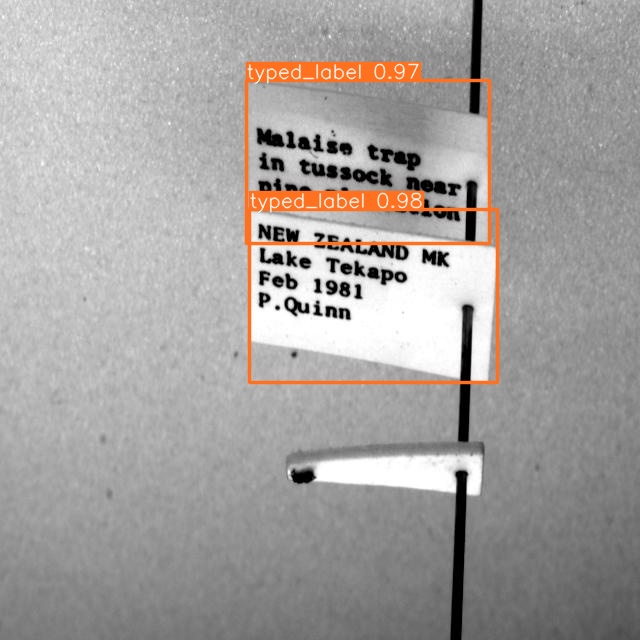 typed_label 0.97
Malaise trap
in tussock near
pine
typed_label 0.98
NEW ZEALAND MK
Lake Tekapo
Feb 1981
P.Quinn